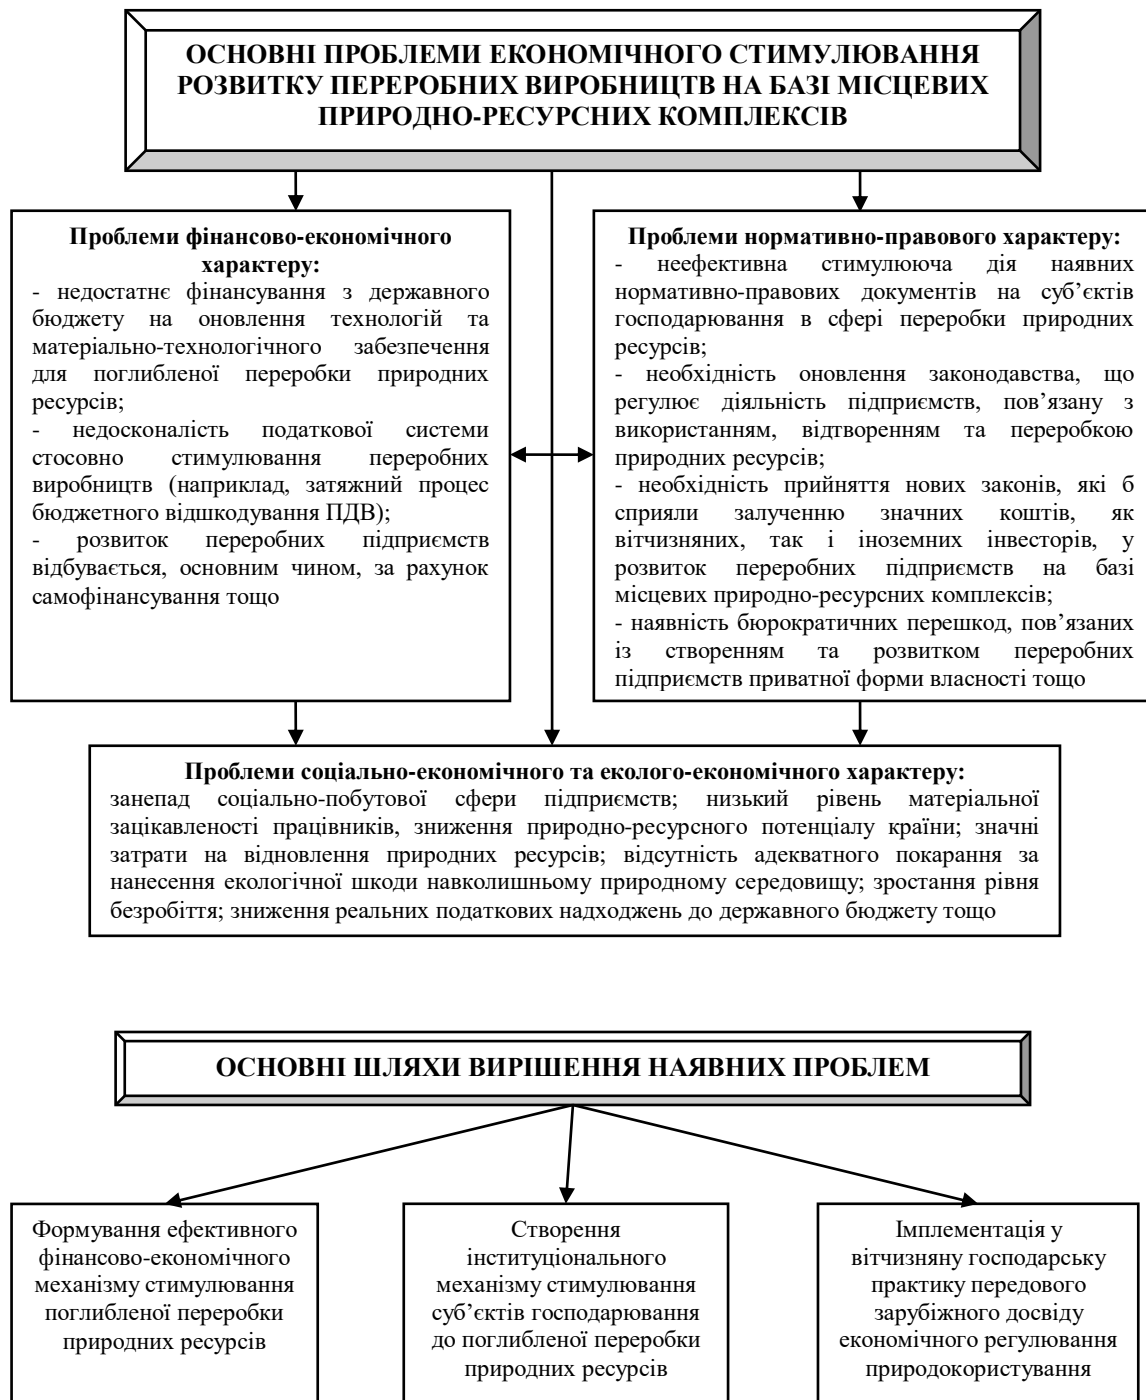 ОСНОВНІ ПРОБЛЕМИ ЕКОНОМІЧНОГО СТИМУЛЮВАННЯ
РОЗВИТКУ ПЕРЕРОБНИХ ВИРОБНИЦТВ НА БАЗІ МІСЦЕВИХ
ПРИРОДНО-РЕСУРСНИХ КОМПЛЕКСІВ
Проблеми фінансово-економічного
характеру:
- недостатнє фінансування з державного
бюджету на оновлення технологій та
матеріально-технологічного забезпечення
для поглибленої переробки природних
ресурсів;
- недосконалість податкової системи
стосовно стимулювання переробних
виробництв (наприклад, затяжний процес
бюджетного відшкодування ПДВ);
- розвиток переробних підприємств
відбувається, основним чином, за рахунок
самофінансування тощо
Проблеми нормативно-правового характеру:
- неефективна стимулююча дія наявних
нормативно-правових документів на суб’єктів
господарювання в сфері переробки природних
ресурсів;
- необхідність оновлення законодавства, що
регулює діяльність підприємств, пов’язану з
використанням, відтворенням та переробкою
природних ресурсів;
- необхідність прийняття нових законів, які б
сприяли залученню значних коштів, як
вітчизняних, так і іноземних інвесторів, у
розвиток переробних підприємств на базі
місцевих природно-ресурсних комплексів;
- наявність бюрократичних перешкод, пов’язаних
із створенням та розвитком переробних
підприємств приватної форми власності тощо
Проблеми соціально-економічного та еколого-економічного характеру:
занепад соціально-побутової сфери підприємств; низький рівень матеріальної
зацікавленості працівників, зниження природно-ресурсного потенціалу країни; значні
затрати на відновлення природних ресурсів; відсутність адекватного покарання за
нанесення екологічної шкоди навколишньому природному середовищу; зростання рівня
безробіття; зниження реальних податкових надходжень до державного бюджету тощо
ОСНОВНІ ШЛЯХИ ВИРІШЕННЯ НАЯВНИХ ПРОБЛЕМ
Формування ефективного
фінансово-економічного
механізму стимулювання
поглибленої переробки
природних ресурсів
Створення
інституціонального
механізму стимулювання
суб’єктів господарювання
до поглибленої переробки
природних ресурсів
Імплементація у
вітчизняну господарську
практику передового
зарубіжного досвіду
економічного регулювання
природокористування